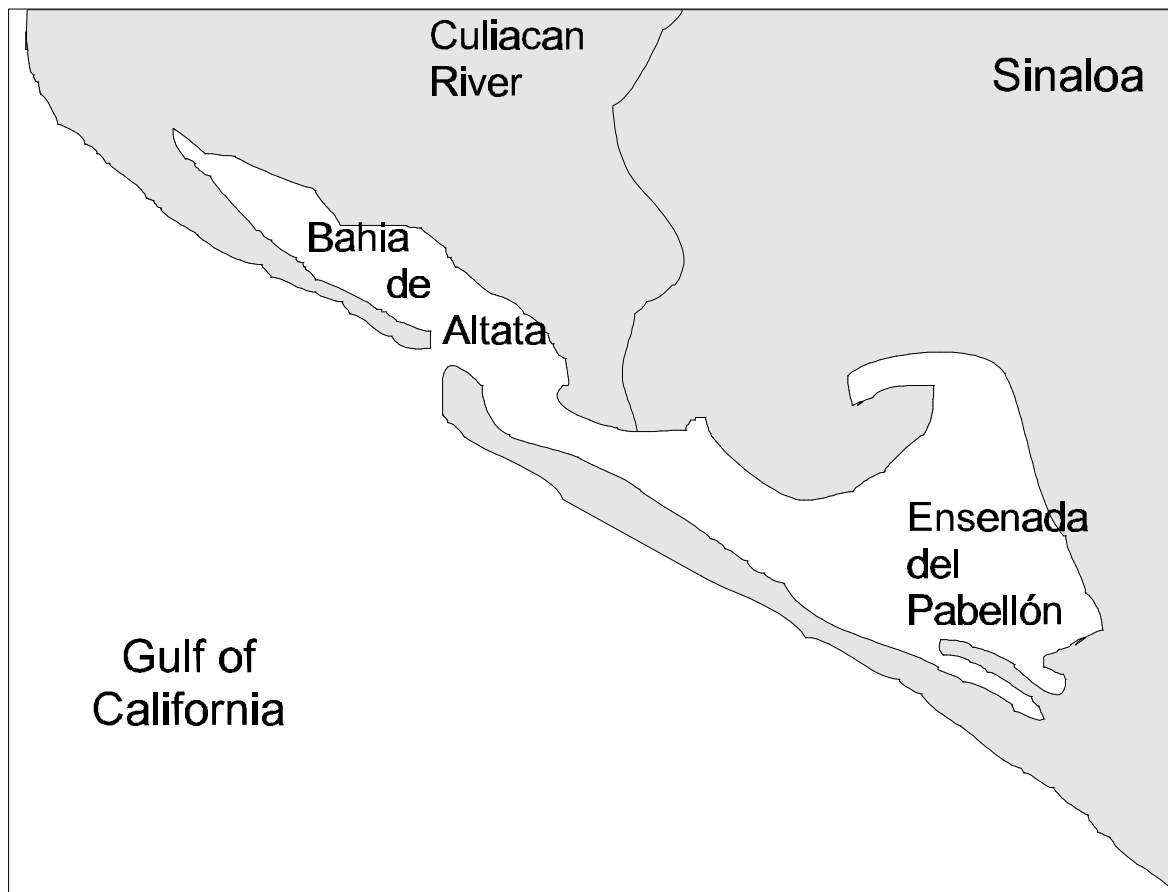 Culiacan
River
Sinaloa
Bahia
de
Altata
Ensenada
del
Pabellón
Gulf of
California